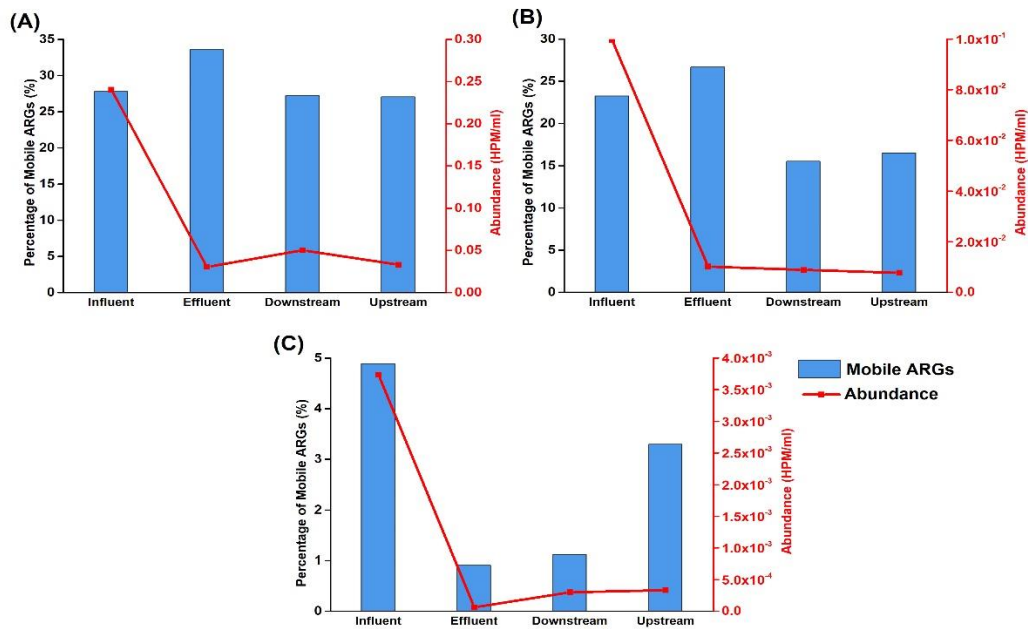 (A)
Percentage of Mobile ARGs (%)
35
30
25
20
15
10
5
0
Influent Effluent Downstream Upstream
0.30
0.25
0.20
0.15
0.10
0.05
0.00
Abundance (HPM/ml)
(B)
Percentage of Mobile ARGs (%)
30
25
20
15
10
5
0
Influent Effluent Downstream Upstream
1.0x10⁻¹
8.0x10⁻²
6.0x10⁻²
4.0x10⁻²
2.0x10⁻²
0.0
Abundance (HPM/ml)
(C)
Percentage of Mobile ARGs (%)
5
4
3
2
1
0
Influent Effluent Downstream Upstream
4.0x10⁻³
3.5x10⁻³
3.0x10⁻³
2.5x10⁻³
2.0x10⁻³
1.5x10⁻³
1.0x10⁻³
5.0x10⁻⁴
0.0
Abundance (HPM/ml)
Mobile ARGs
Abundance